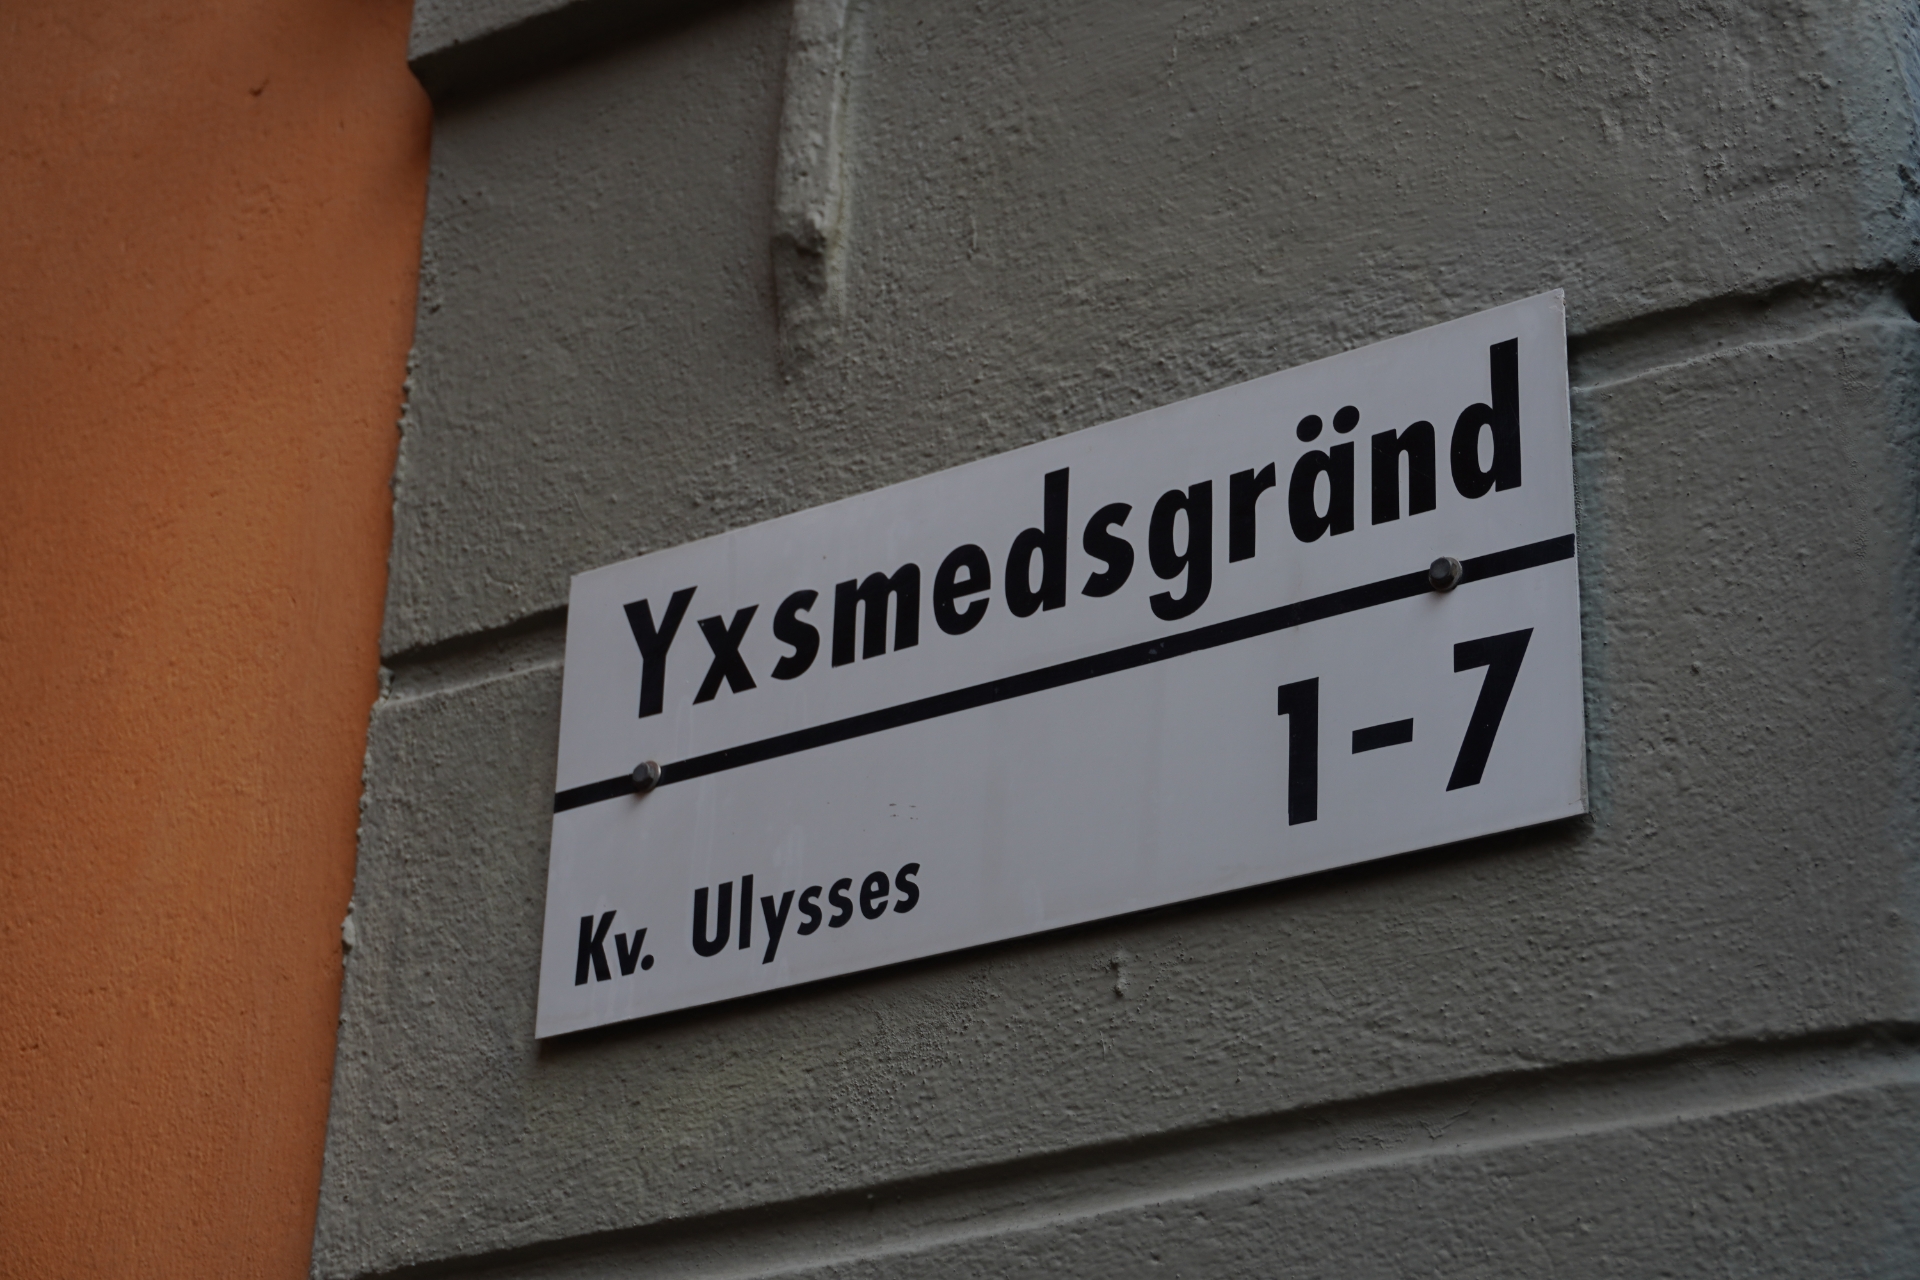 Yxsmedsgränd
1-7
Kv. Ulysses